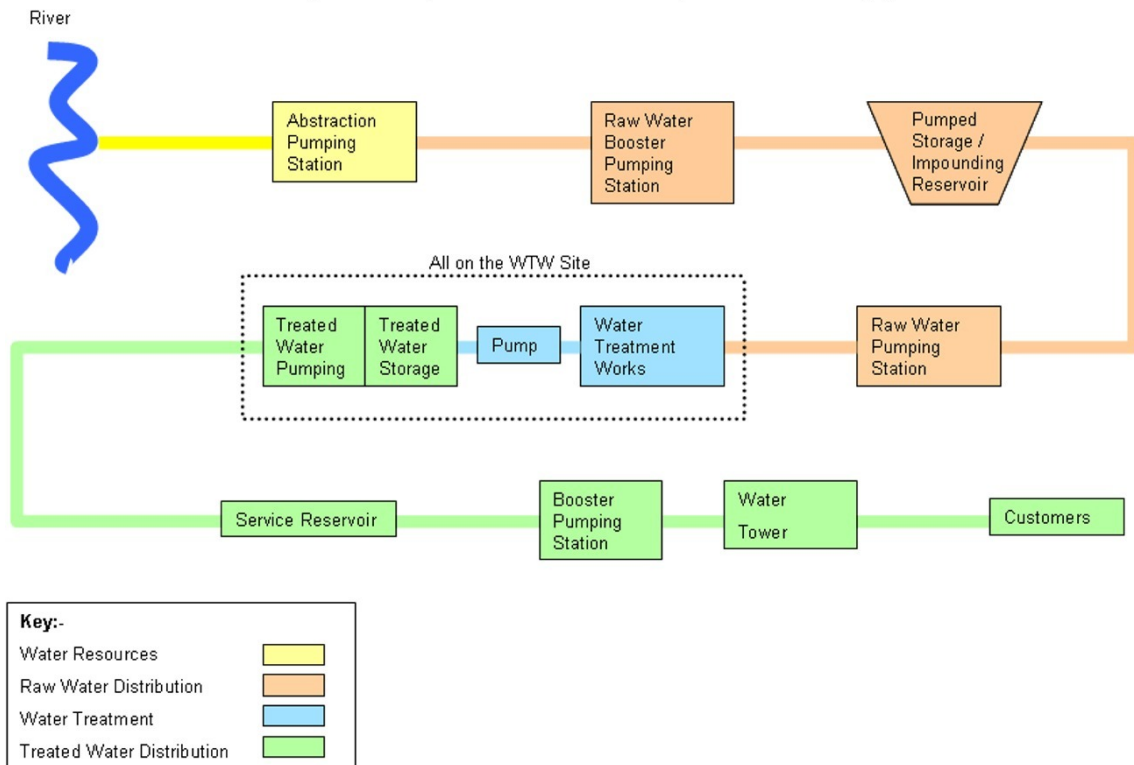 River
Abstraction
Pumping
Station
Raw Water
Booster
Pumping
Station
Pumped
Storage /
Impounding
Reservoir
All on the WTW Site
Treated
Water
Pumping
Treated
Water
Storage
Pump
Water
Treatment
Works
Raw Water
Pumping
Station
Service Reservoir
Booster
Pumping
Station
Water
Tower
Customers
Key:-
Water Resources
Raw Water Distribution
Water Treatment
Treated Water Distribution